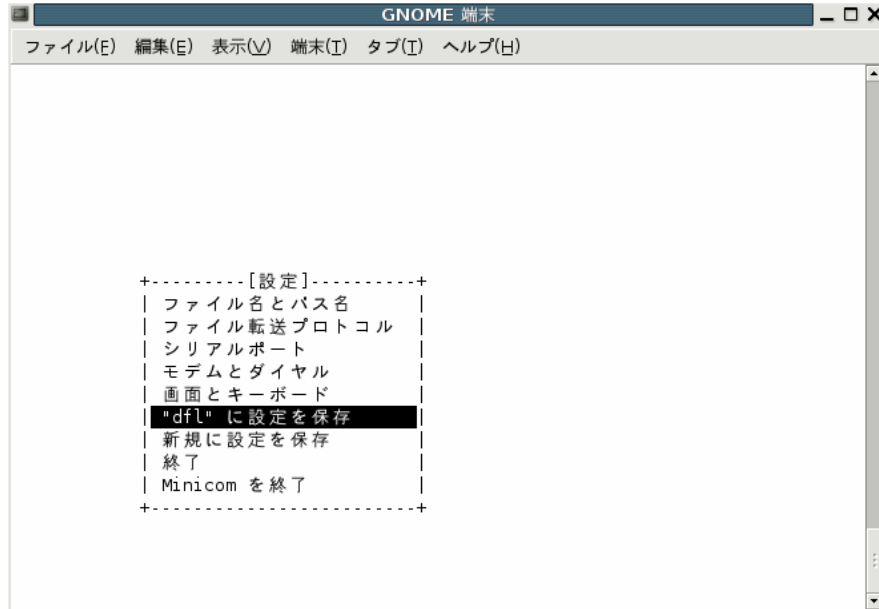 GNOME 端末
ファイル(F) 編集(E) 表示(V) 端末(T) タブ(T) ヘルプ(H)
+---------[設定]----------+
| ファイル名とパス名 |
| ファイル転送プロトコル |
| シリアルポート |
| モデムとダイヤル |
| 画面とキーボード |
| "dfl" に設定を保存 |
| 新規に設定を保存 |
| 終了 |
| Minicom を終了 |
+-------------------------+